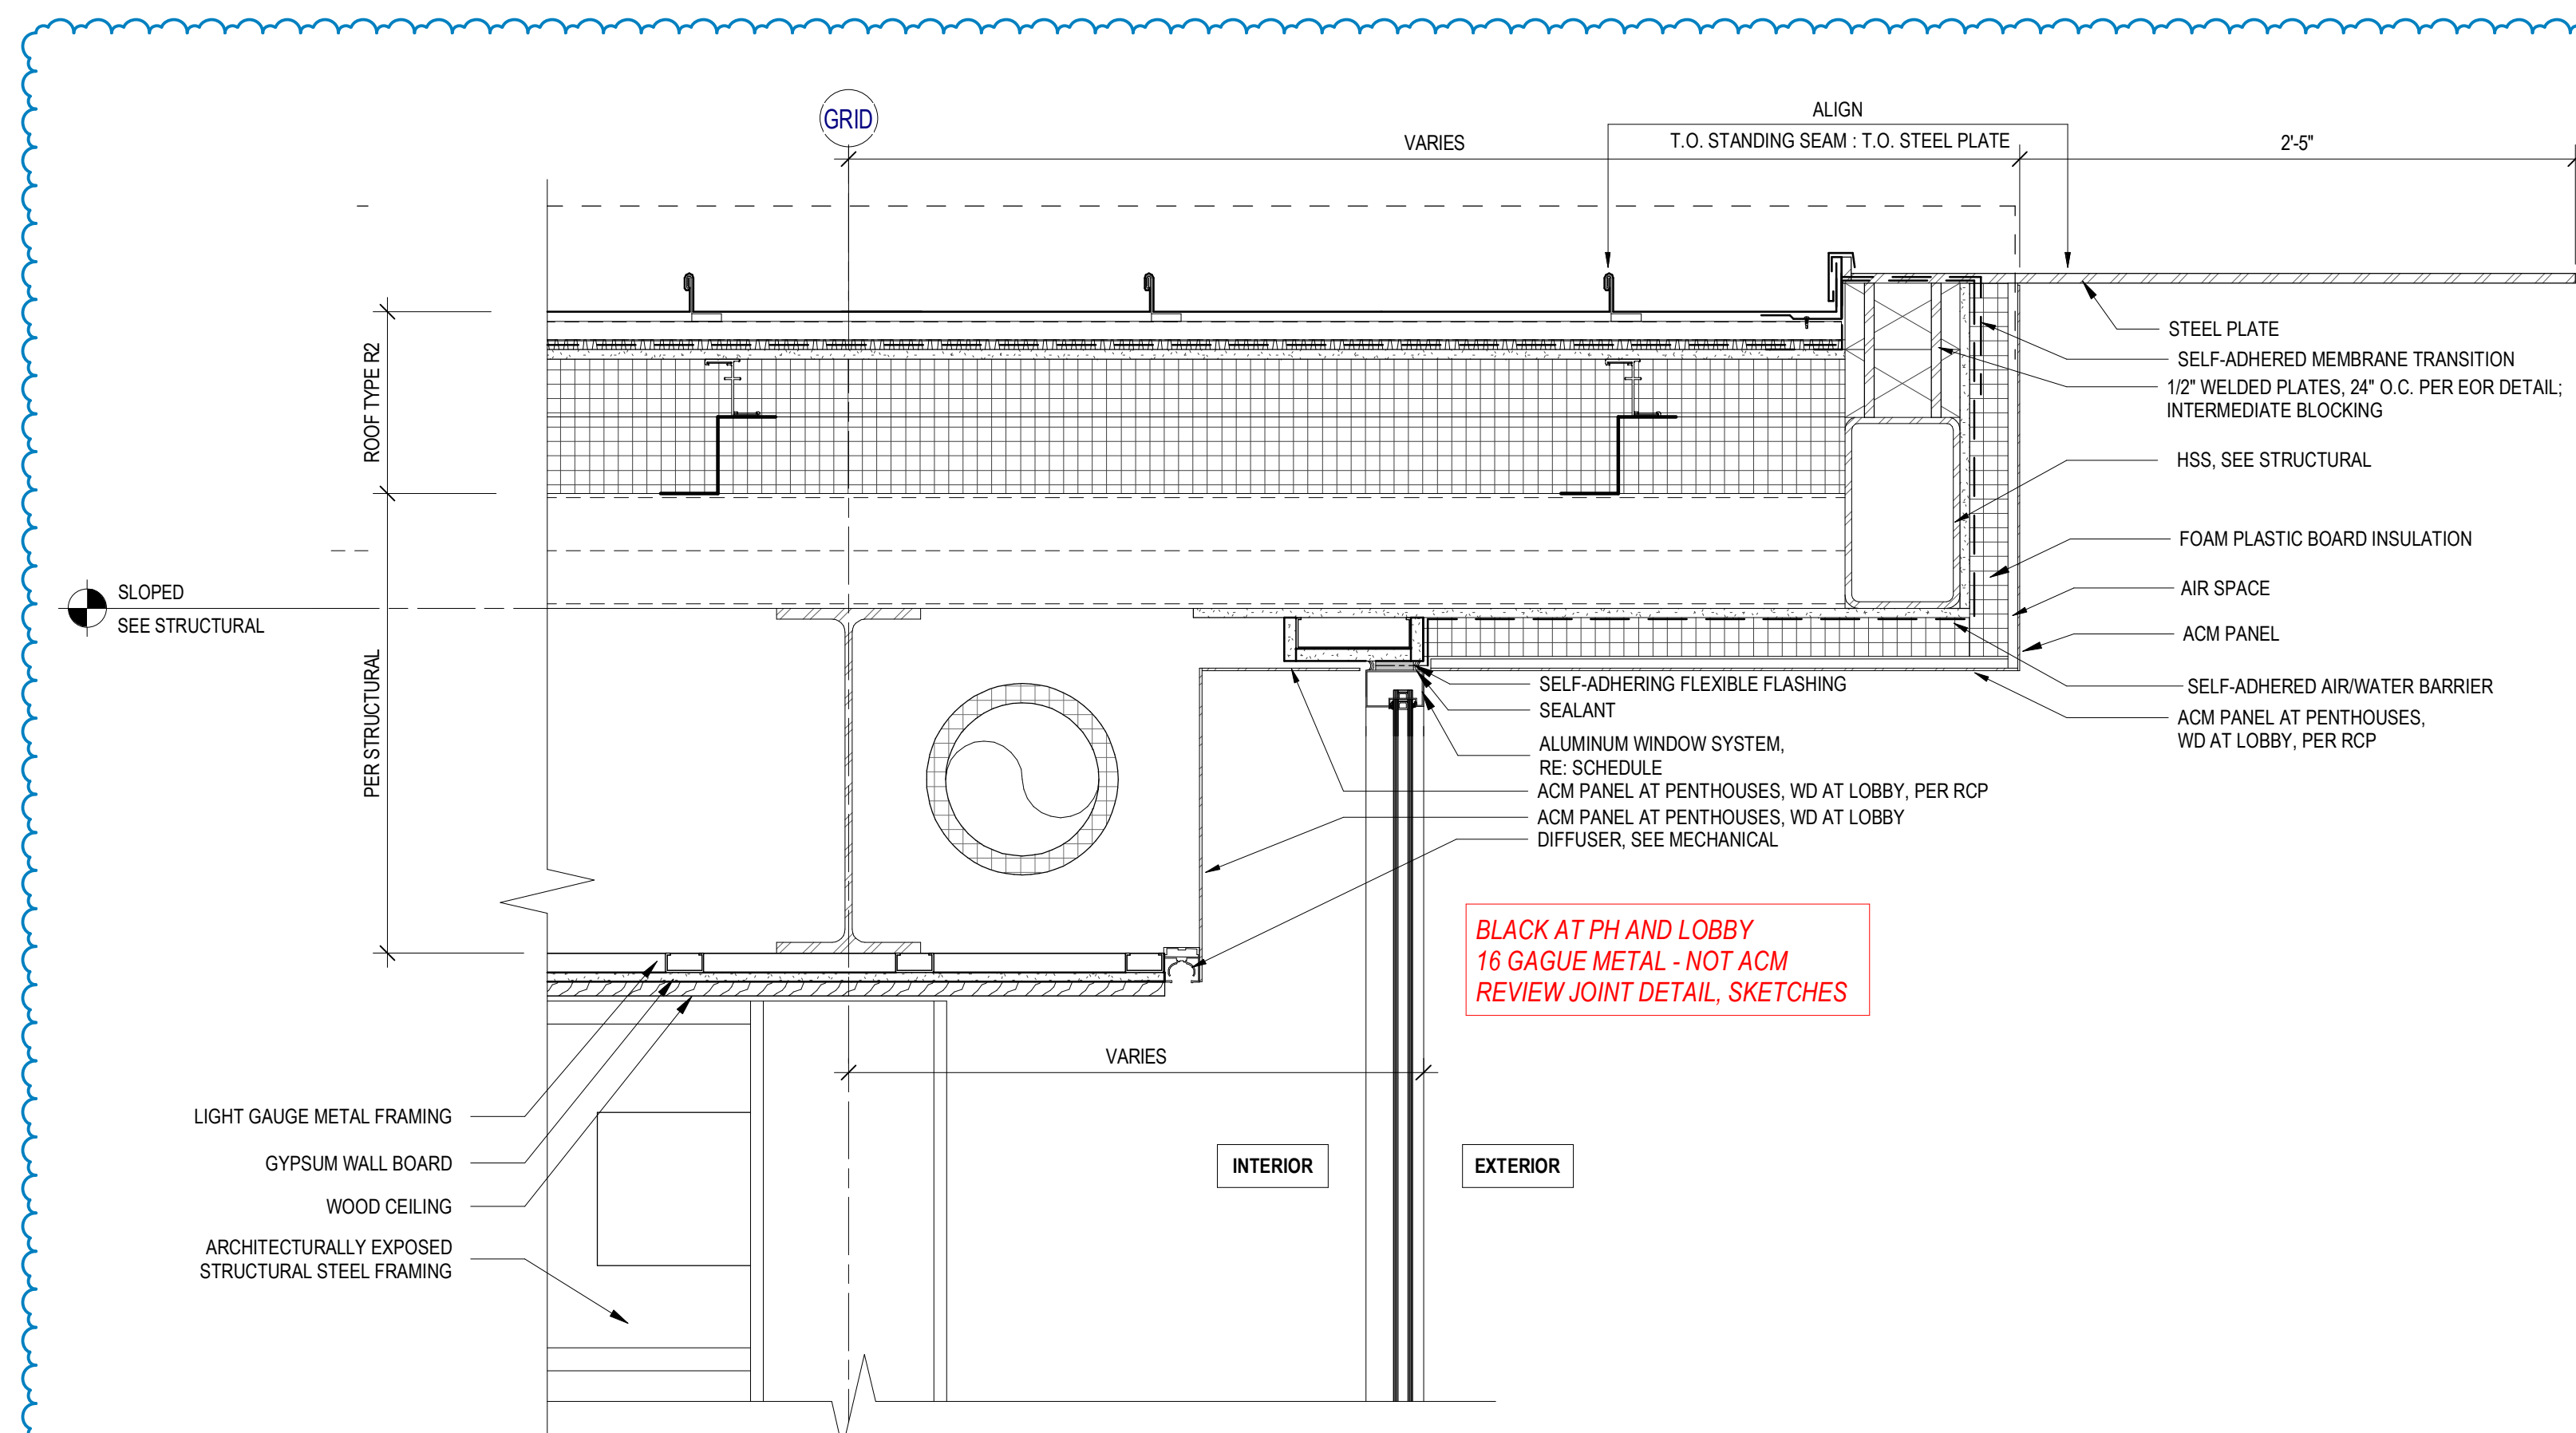 GRID
ALIGN
VARIES
T.O. STANDING SEAM : T.O. STEEL PLATE
2'-5"
ROOF TYPE R2
PER STRUCTURAL
SLOPED
SEE STRUCTURAL
STEEL PLATE
SELF-ADHERED MEMBRANE TRANSITION
1/2" WELDED PLATES, 24" O.C. PER EOR DETAIL;
INTERMEDIATE BLOCKING
HSS, SEE STRUCTURAL
FOAM PLASTIC BOARD INSULATION
AIR SPACE
ACM PANEL
SELF-ADHERED AIR/WATER BARRIER
ACM PANEL AT PENTHOUSES,
WD AT LOBBY, PER RCP
SELF-ADHERING FLEXIBLE FLASHING
SEALANT
ALUMINUM WINDOW SYSTEM,
RE: SCHEDULE
ACM PANEL AT PENTHOUSES, WD AT LOBBY, PER RCP
ACM PANEL AT PENTHOUSES, WD AT LOBBY
DIFFUSER, SEE MECHANICAL
BLACK AT PH AND LOBBY
16 GAGUE METAL - NOT ACM
REVIEW JOINT DETAIL, SKETCHES
VARIES
LIGHT GAUGE METAL FRAMING
GYPSUM WALL BOARD
WOOD CEILING
ARCHITECTURALLY EXPOSED
STRUCTURAL STEEL FRAMING
INTERIOR
EXTERIOR